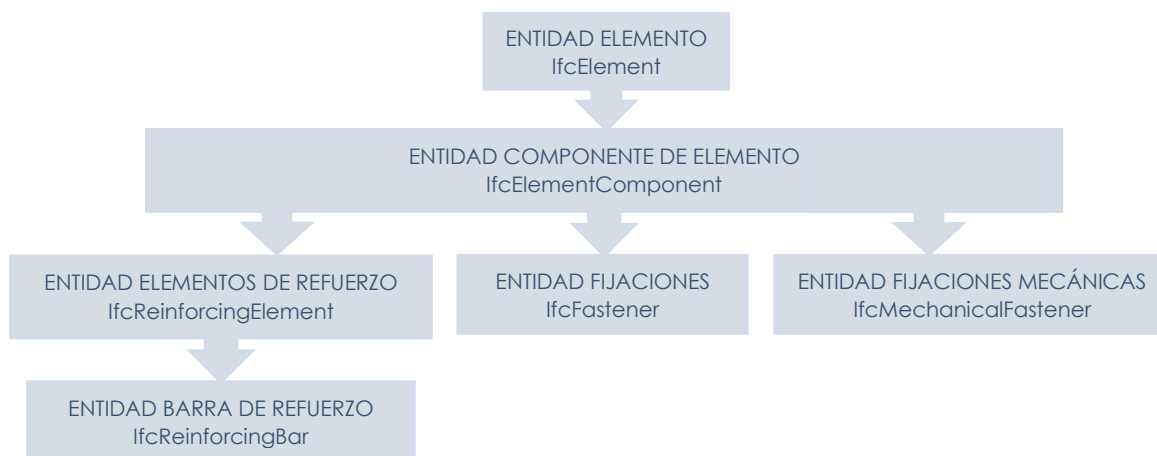 ENTIDAD ELEMENTO
IfcElement
ENTIDAD COMPONENTE DE ELEMENTO
IfcElementComponent
ENTIDAD ELEMENTOS DE REFUERZO
IfcReinforcingElement
ENTIDAD FIJACIONES
IfcFastener
ENTIDAD FIJACIONES MECÁNICAS
IfcMechanicalFastener
ENTIDAD BARRA DE REFUERZO
IfcReinforcingBar